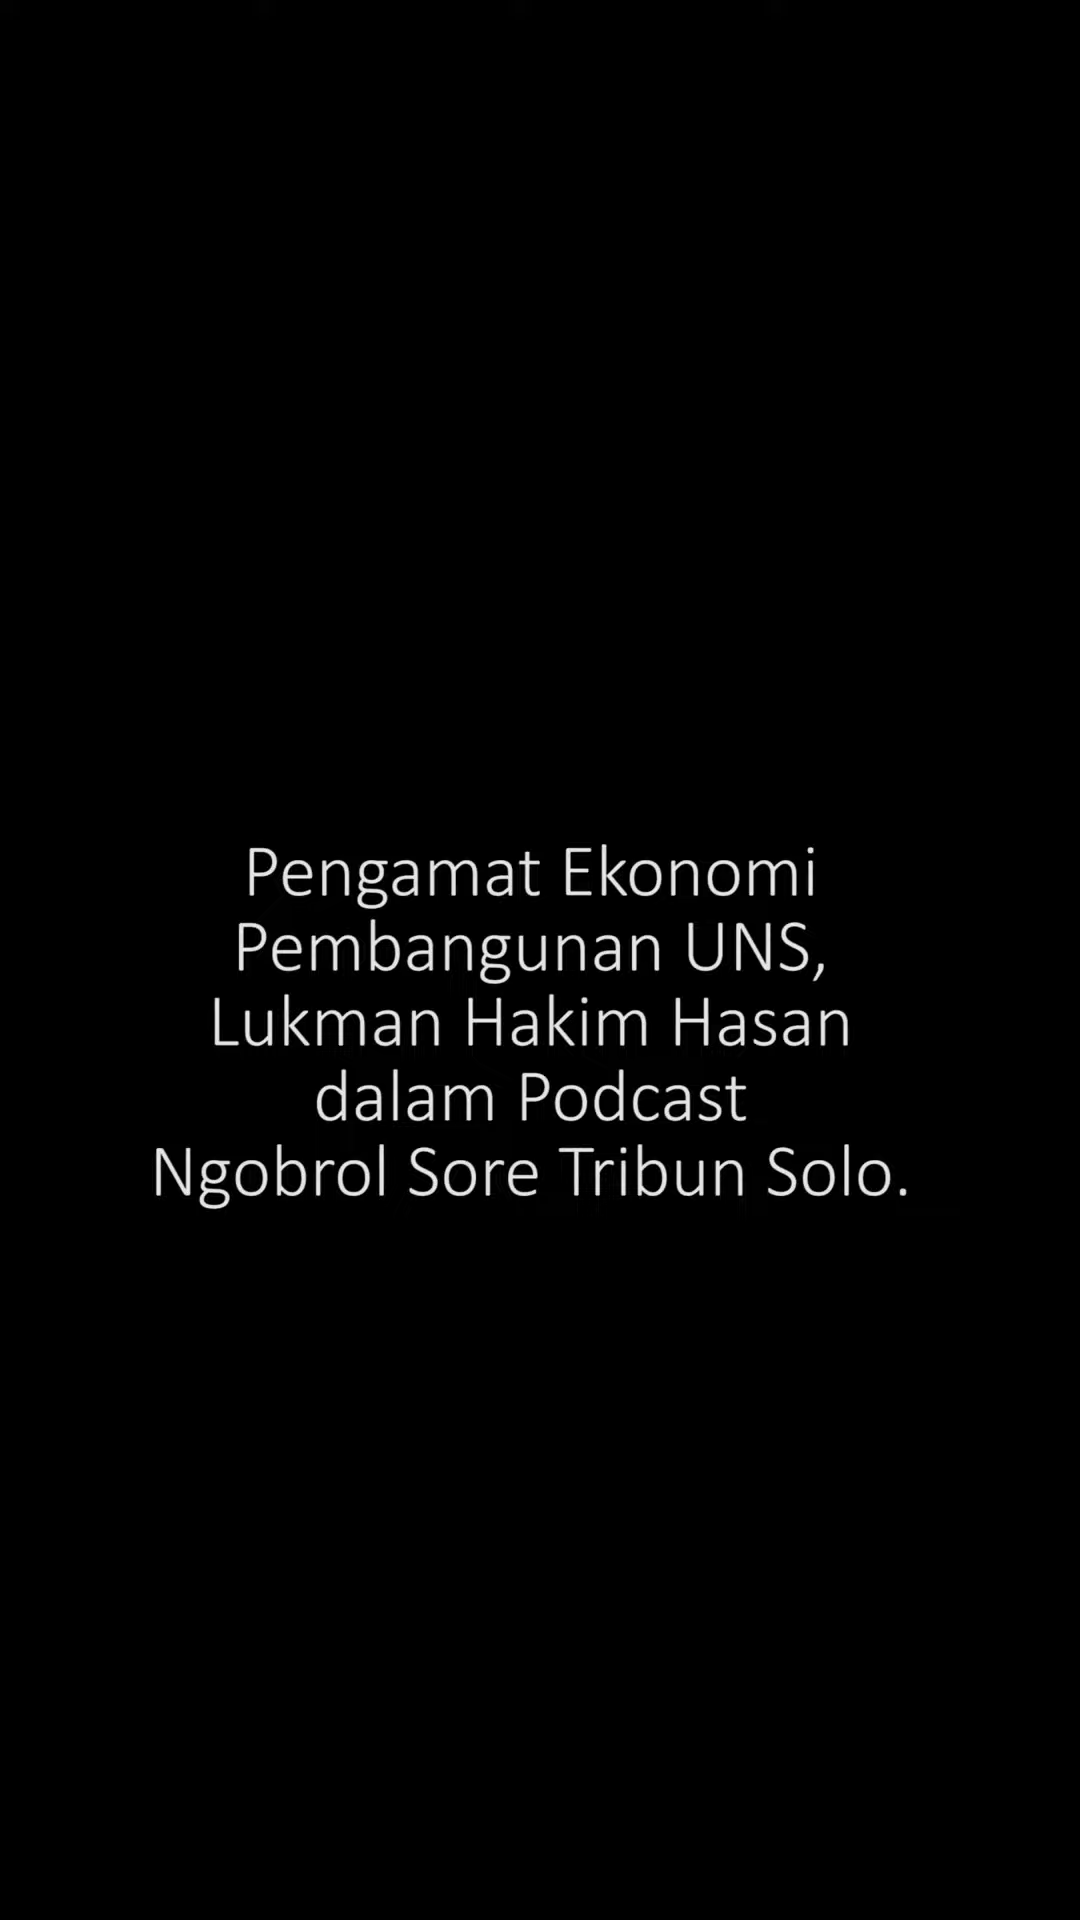 Pengamat Ekonomi
Pembangunan UNS,
Lukman Hakim Hasan
dalam Podcast
Ngobrol Sore Tribun Solo.